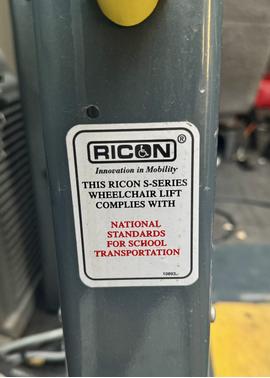 RICON®
Innovation in Mobility
THIS RICON S-SERIES
WHEELCHAIR LIFT
COMPLIES WITH
NATIONAL
STANDARDS
FOR SCHOOL
TRANSPORTATION